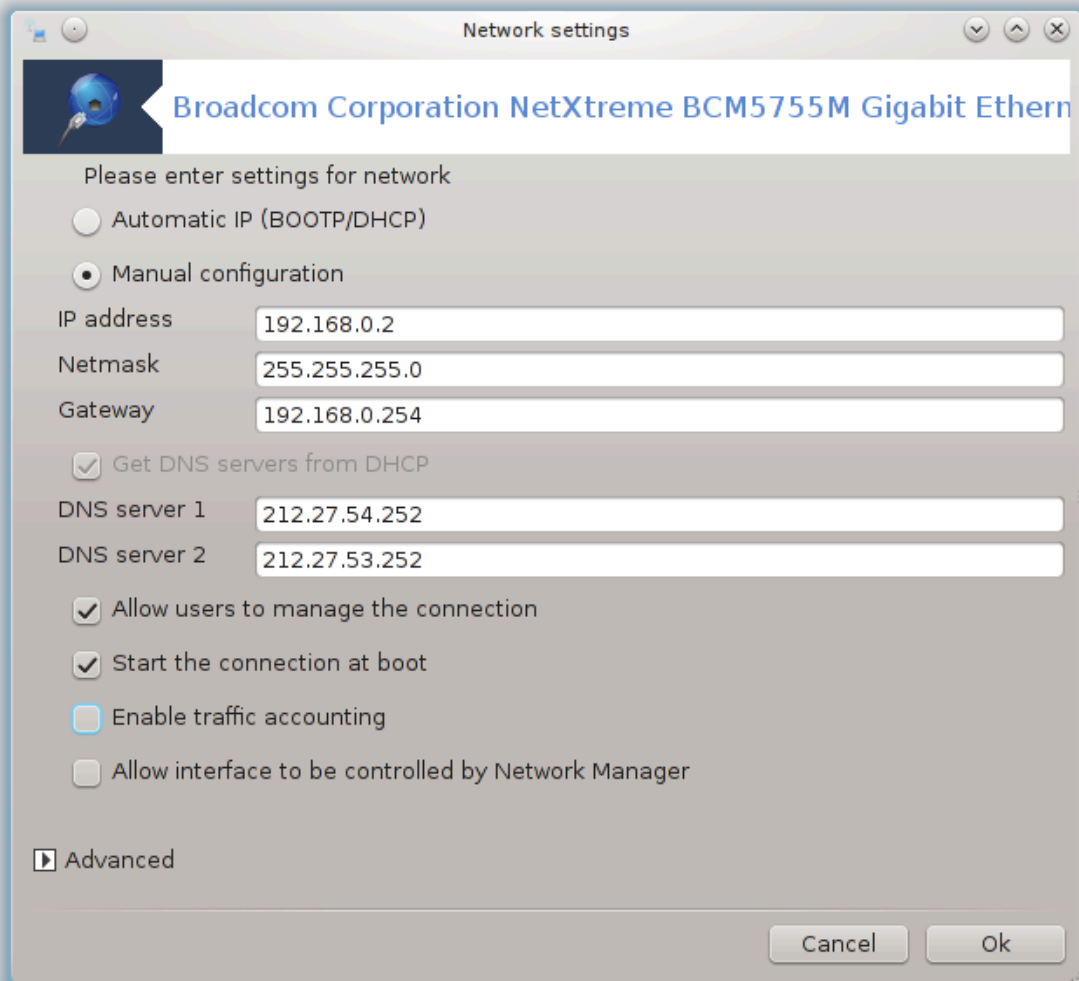 Network settings
Broadcom Corporation NetXtreme BCM5755M Gigabit Ethern
Please enter settings for network
Automatic IP (BOOTP/DHCP)
Manual configuration
IP address 192.168.0.2
Netmask 255.255.255.0
Gateway 192.168.0.254
Get DNS servers from DHCP
DNS server 1 212.27.54.252
DNS server 2 212.27.53.252
Allow users to manage the connection
Start the connection at boot
Enable traffic accounting
Allow interface to be controlled by Network Manager
Advanced
Cancel Ok